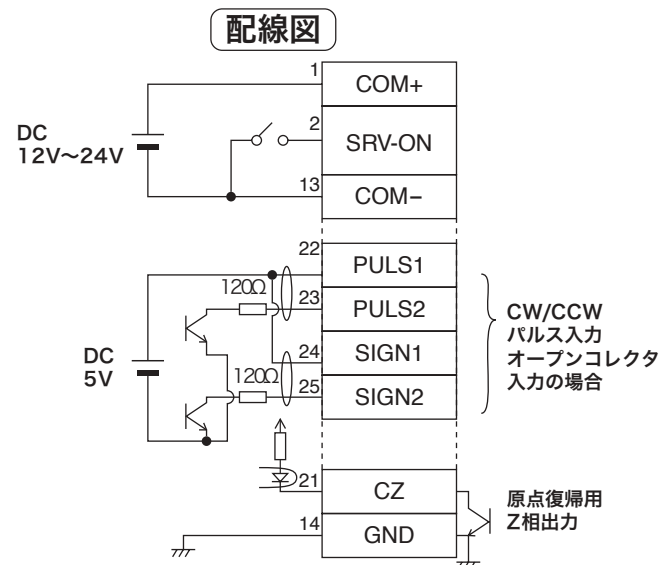 配線図
1
COM+
DC
12V～24V
2
SRV-ON
13
COM−
22
PULS1
120Ω
23
PULS2
CW/CCW
パルス入力
オープンコレクタ
入力の場合
DC
5V
24
SIGN1
120Ω
25
SIGN2
21
CZ
原点復帰用
Z相出力
14
GND